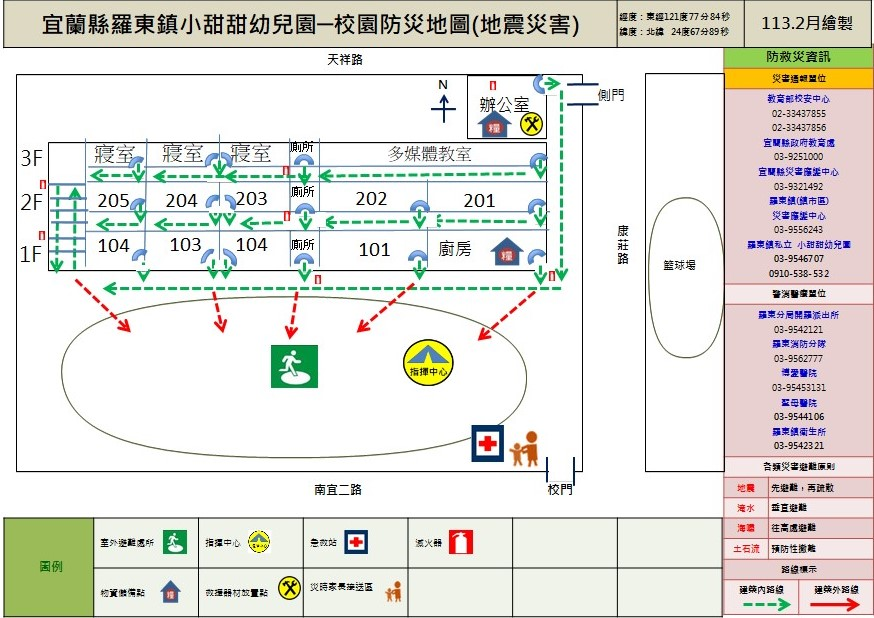 宜蘭縣羅東鎮小甜甜幼兒園─校園防災地圖(地震災害)
經度：東經121度77分84秒
緯度：北緯 24度67分89秒
113.2月繪製
天祥路
N
辦公室
糧
側門
3F
寢室
寢室
寢室
廁所
多媒體教室
2F
205
204
203
廁所
202
201
1F
104
103
104
廁所
101
廚房
糧
康莊路
籃球場
指揮中心
南宜二路
校門
防救災資訊
災害通報單位
教育部校安中心
02-33437855
02-33437856
宜蘭縣政府教育處
03-9251000
宜蘭縣災害應變中心
03-9321492
羅東鎮(鎮市區)
災害應變中心
03-9556243
羅東鎮私立 小甜甜幼兒園
03-9546707
0910-538-532
警消醫療單位
羅東分局開羅派出所
03-9542121
羅東消防分隊
03-9562777
博愛醫院
03-95453131
聖母醫院
03-9544106
羅東鎮衛生所
03-9542321
各類災害避難原則
地震 先避難，再疏散
淹水 垂直避難
海嘯 往高處避難
土石流 預防性撤離
路線標示
建築內路線 建築外路線
圖例
室外避難處所
指揮中心
急救站
滅火器
物資儲備點
糧
救援器材放置點
災時家長接送區